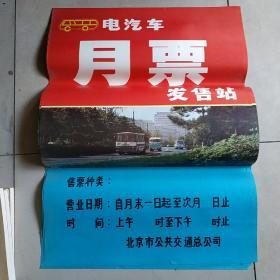 电汽车
月票
发售站
售票种类：
营业日期：自月末一日起至次月 日止
时 间：上午 时至下午 时止
北京市公共交通总公司